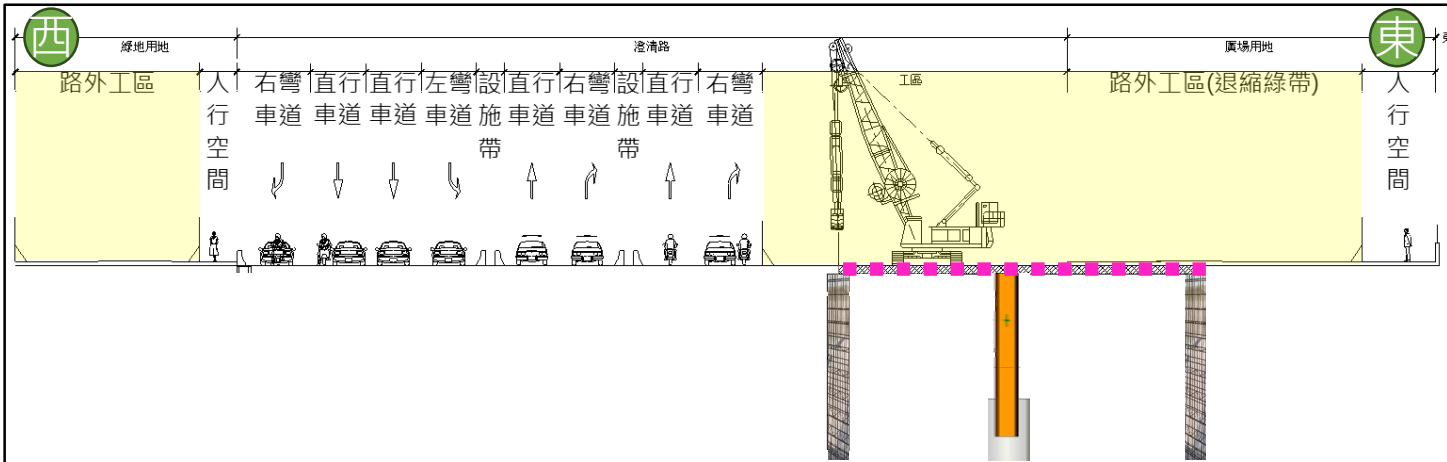 西
綠地用地
澄清路
廣場用地
東
路外工區
人行空間
右彎車道
直行車道
直行車道
左彎車道
設施帶
直行車道
右彎車道
設施帶
直行車道
右彎車道
工區
路外工區(退縮綠帶)
人行空間